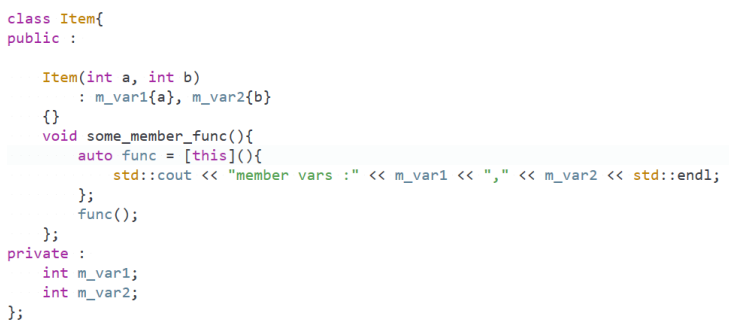 class Item{
public :
    Item(int a, int b)
        : m_var1{a}, m_var2{b}
    {}
    void some_member_func(){
        auto func = [this](){
            std::cout << "member vars :" << m_var1 << "," << m_var2 << std::endl;
        };
        func();
    };
private :
    int m_var1;
    int m_var2;
};